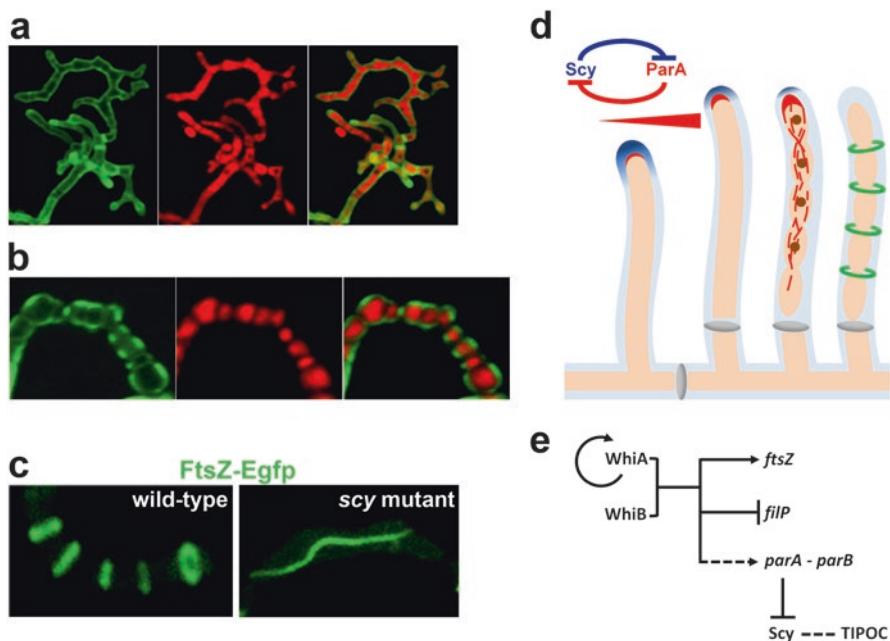 a
b
c
FtsZ-Egfp
wild-type
scy mutant
d
Scy
ParA
e
WhiA
WhiB
ftsZ
filP
parA - parB
Scy
TIPOC